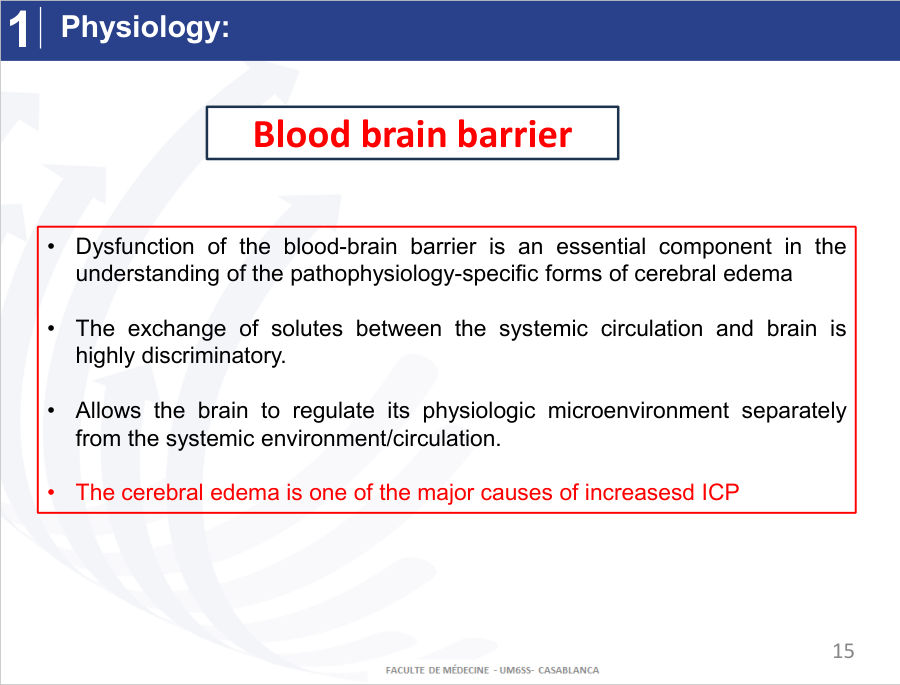 1 Physiology:
Blood brain barrier
• Dysfunction of the blood-brain barrier is an essential component in the
understanding of the pathophysiology-specific forms of cerebral edema
• The exchange of solutes between the systemic circulation and brain is
highly discriminatory.
• Allows the brain to regulate its physiologic microenvironment separately
from the systemic environment/circulation.
• The cerebral edema is one of the major causes of increasesd ICP
15
FACULTE DE MÉDECINE - UM6SS- CASABLANCA